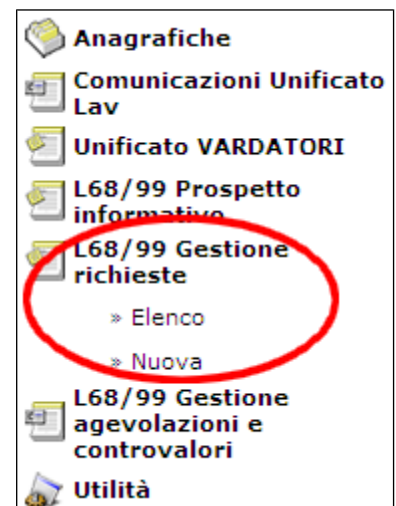 Anagrafiche
Comunicazioni Unificato
Lav
Unificato VARDATORI
L68/99 Prospetto
informativo
L68/99 Gestione
richieste
» Elenco
» Nuova
L68/99 Gestione
agevolazioni e
controvalori
Utilità